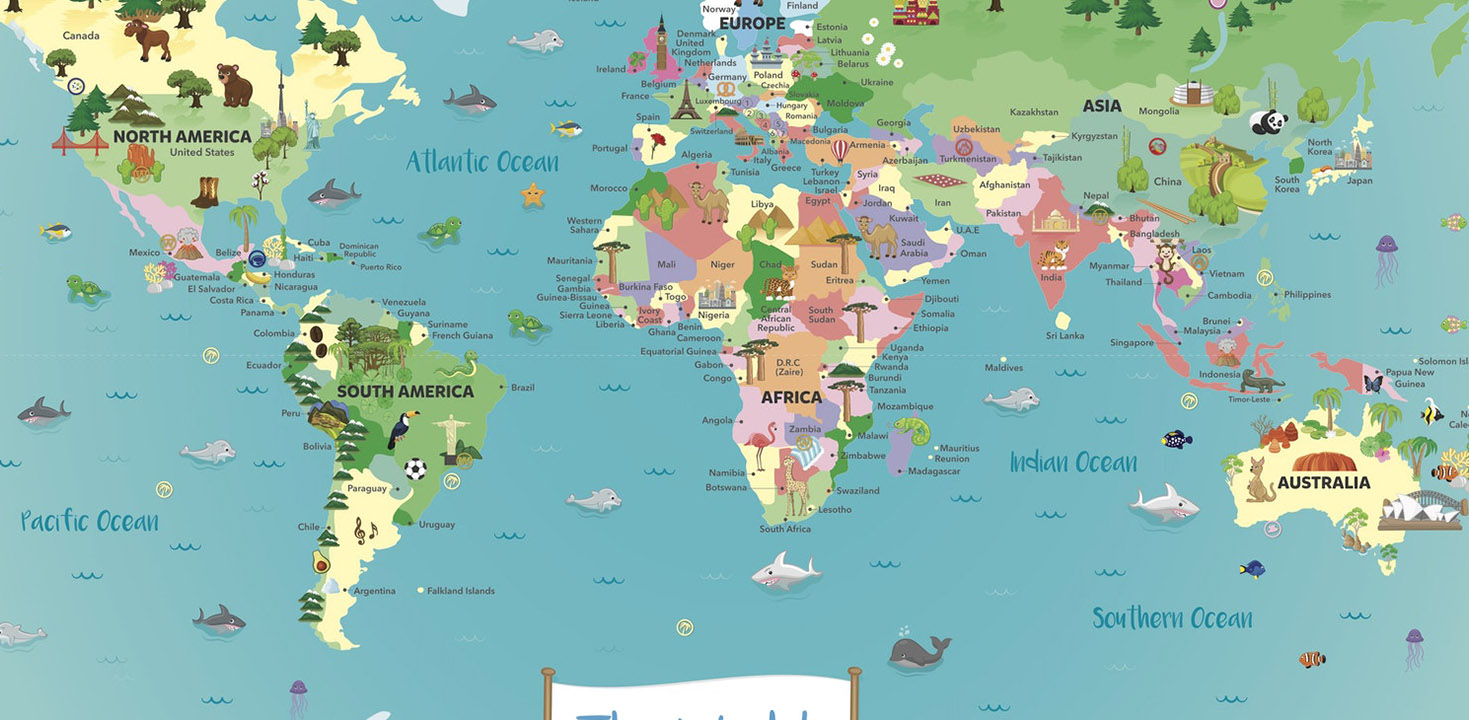 Norway
Finland
EUROPE
Canada
Denmark
United
Kingdom
Estonia
Latvia
Lithuania
Belarus
Ireland
Netherlands
Germany
Poland
Belgium
Czechia
Ukraine
France
Luxembourg
Slovakia
Hungary
Moldova
Romania
ASIA
Mongolia
Kazakhstan
Spain
Switzerland
Bulgaria
Georgia
Uzbekistan
Kyrgyzstan
NORTH AMERICA
United States
Portugal
Macedonia
Armenia
Albania
Italy
Greece
Azerbaijan
Turkmenistan
Tajikistan
North
Korea
Atlantic Ocean
Algeria
Tunisia
Turkey
Lebanon
Israel
Syria
Iraq
Afghanistan
China
South
Korea
Japan
Morocco
Libya
Egypt
Jordan
Iran
Nepal
Kuwait
Pakistan
Bhutan
Bangladesh
Western
Sahara
U.A.E
Saudi
Arabia
Oman
Mexico
Belize
Cuba
Haiti
Dominican
Republic
Puerto Rico
Mauritania
Mali
Niger
Chad
Sudan
Eritrea
Yemen
India
Myanmar
Laos
Vietnam
Thailand
Guatemala
El Salvador
Honduras
Nicaragua
Costa Rica
Panama
Senegal
Gambia
Guinea-Bissau
Guinea
Sierra Leone
Liberia
Burkina Faso
Togo
Ivory
Coast
Ghana
Benin
Nigeria
Cameroon
Central
African
Republic
South
Sudan
Djibouti
Somalia
Ethiopia
Cambodia
Philippines
Sri Lanka
Venezuela
Guyana
Suriname
French Guiana
Colombia
Brunei
Malaysia
Singapore
Equatorial Guinea
Gabon
Congo
D.R.C
(Zaire)
Uganda
Kenya
Rwanda
Burundi
Tanzania
Maldives
Indonesia
Solomon Isl
Papua New
Guinea
Timor-Leste
Ecuador
SOUTH AMERICA
Brazil
AFRICA
Peru
Angola
Zambia
Mozambique
Malawi
Bolivia
Zimbabwe
Mauritius
Reunion
Madagascar
Indian Ocean
AUSTRALIA
Namibia
Botswana
Swaziland
Lesotho
South Africa
Paraguay
Pacific Ocean
Chile
Uruguay
Argentina
Falkland Islands
Southern Ocean